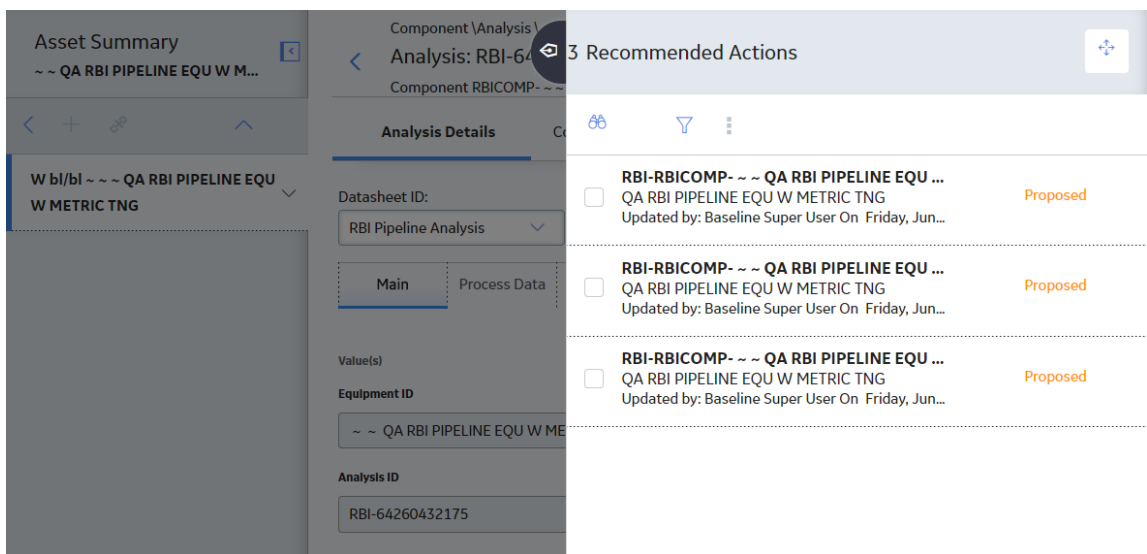 Asset Summary
~ ~ QA RBI PIPELINE EQU W M...
W bl/bl ~ ~ ~ QA RBI PIPELINE EQU
W METRIC TNG
Component \Analysis \
Analysis: RBI-64
Component RBICOMP- ~ ~
Analysis Details
Datasheet ID:
RBI Pipeline Analysis
Main Process Data
Value(s)
Equipment ID
~ ~ QA RBI PIPELINE EQU W ME
Analysis ID
RBI-64260432175
3 Recommended Actions
RBI-RBICOMP- ~ ~ QA RBI PIPELINE EQU ...
QA RBI PIPELINE EQU W METRIC TNG
Updated by: Baseline Super User On Friday, Jun...
Proposed
RBI-RBICOMP- ~ ~ QA RBI PIPELINE EQU ...
QA RBI PIPELINE EQU W METRIC TNG
Updated by: Baseline Super User On Friday, Jun...
Proposed
RBI-RBICOMP- ~ ~ QA RBI PIPELINE EQU ...
QA RBI PIPELINE EQU W METRIC TNG
Updated by: Baseline Super User On Friday, Jun...
Proposed